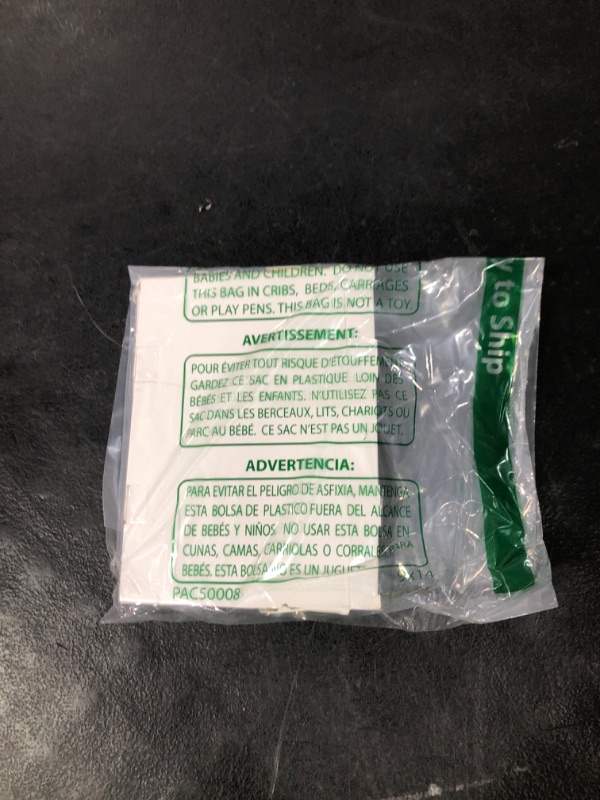 BABIES AND CHILDREN. DO NOT USE
THIS BAG IN CRIBS, BEDS, CARRIAGES
OR PLAY PENS. THIS BAG IS NOT A TOY.
AVERTISSEMENT:
POUR ÉVITER TOUT RISQUE D'ÉTOUFFEMENT
GARDEZ CE SAC EN PLASTIQUE LOIN DES
BÉBÉS ET LES ENFANTS. N'UTILISEZ PAS CE
SAC DANS LES BERCEAUX, LITS, CHARIOTS OU
PARC AU BÉBÉ. CE SAC N'EST PAS UN JOUET.
ADVERTENCIA:
PARA EVITAR EL PELIGRO DE ASFIXIA, MANTENGA
ESTA BOLSA DE PLASTICO FUERA DEL ALCANCE
DE BEBÉS Y NIÑOS. NO USAR ESTA BOLSA EN
CUNAS, CAMAS, CARRIOLAS O CORRALES PARA
BEBÉS. ESTA BOLSA NO ES UN JUGUETE
PAC50008
y to Ship